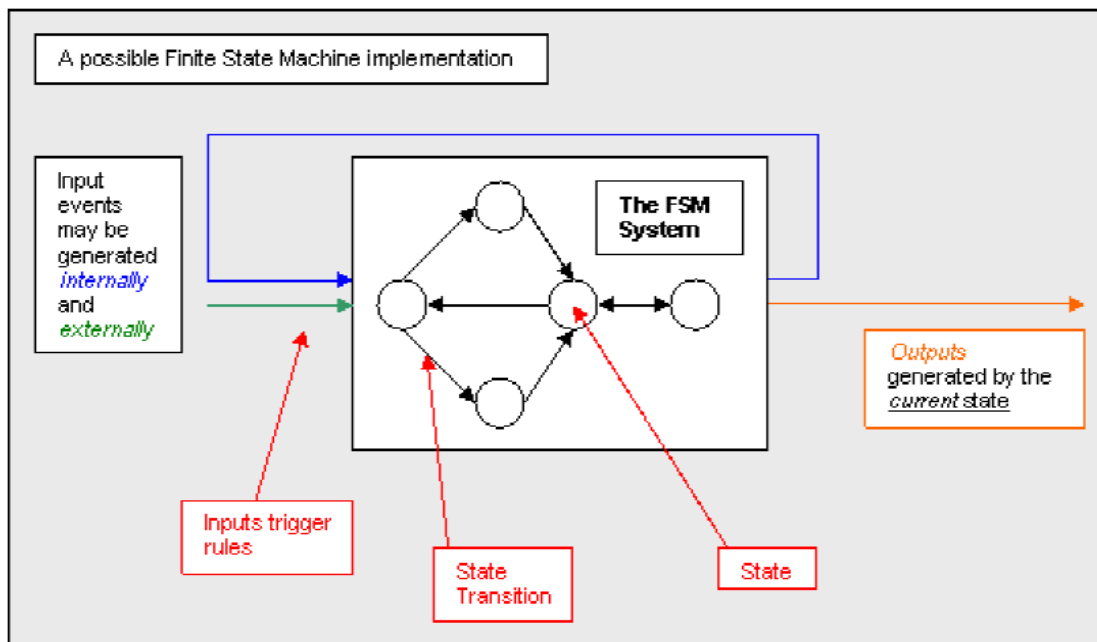 A possible Finite State Machine implementation
Input
events
may be
generated
internally
and
externally
The FSM
System
Outputs
generated by the
current state
Inputs trigger
rules
State
Transition
State